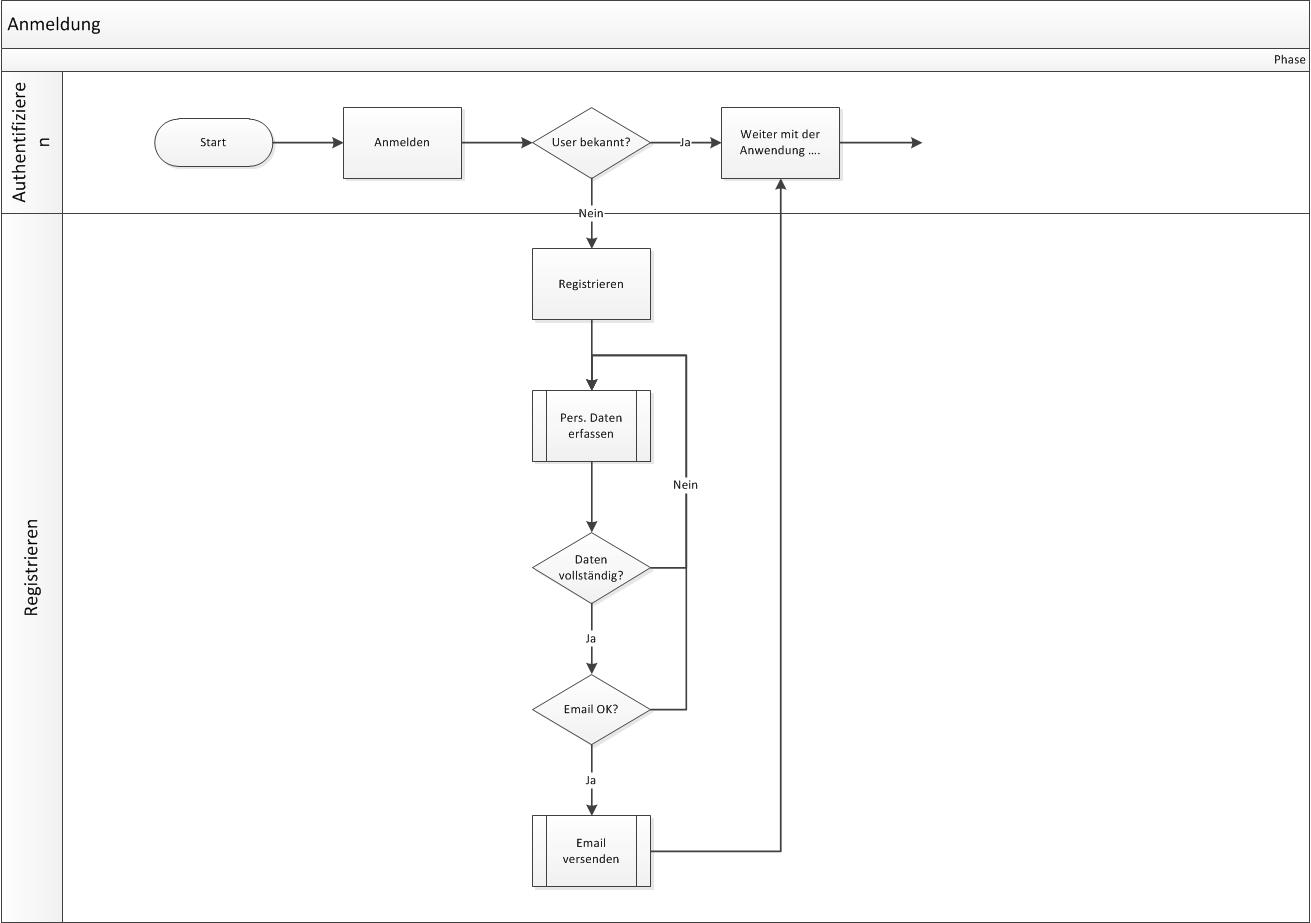 Anmeldung
Phase
Authentifiziere
n
Start
Anmelden
User bekannt?
Ja
Weiter mit der
Anwendung ....
Nein
Registrieren
Registrieren
Pers. Daten
erfassen
Nein
Daten
vollständig?
Ja
Email OK?
Ja
Email
versenden